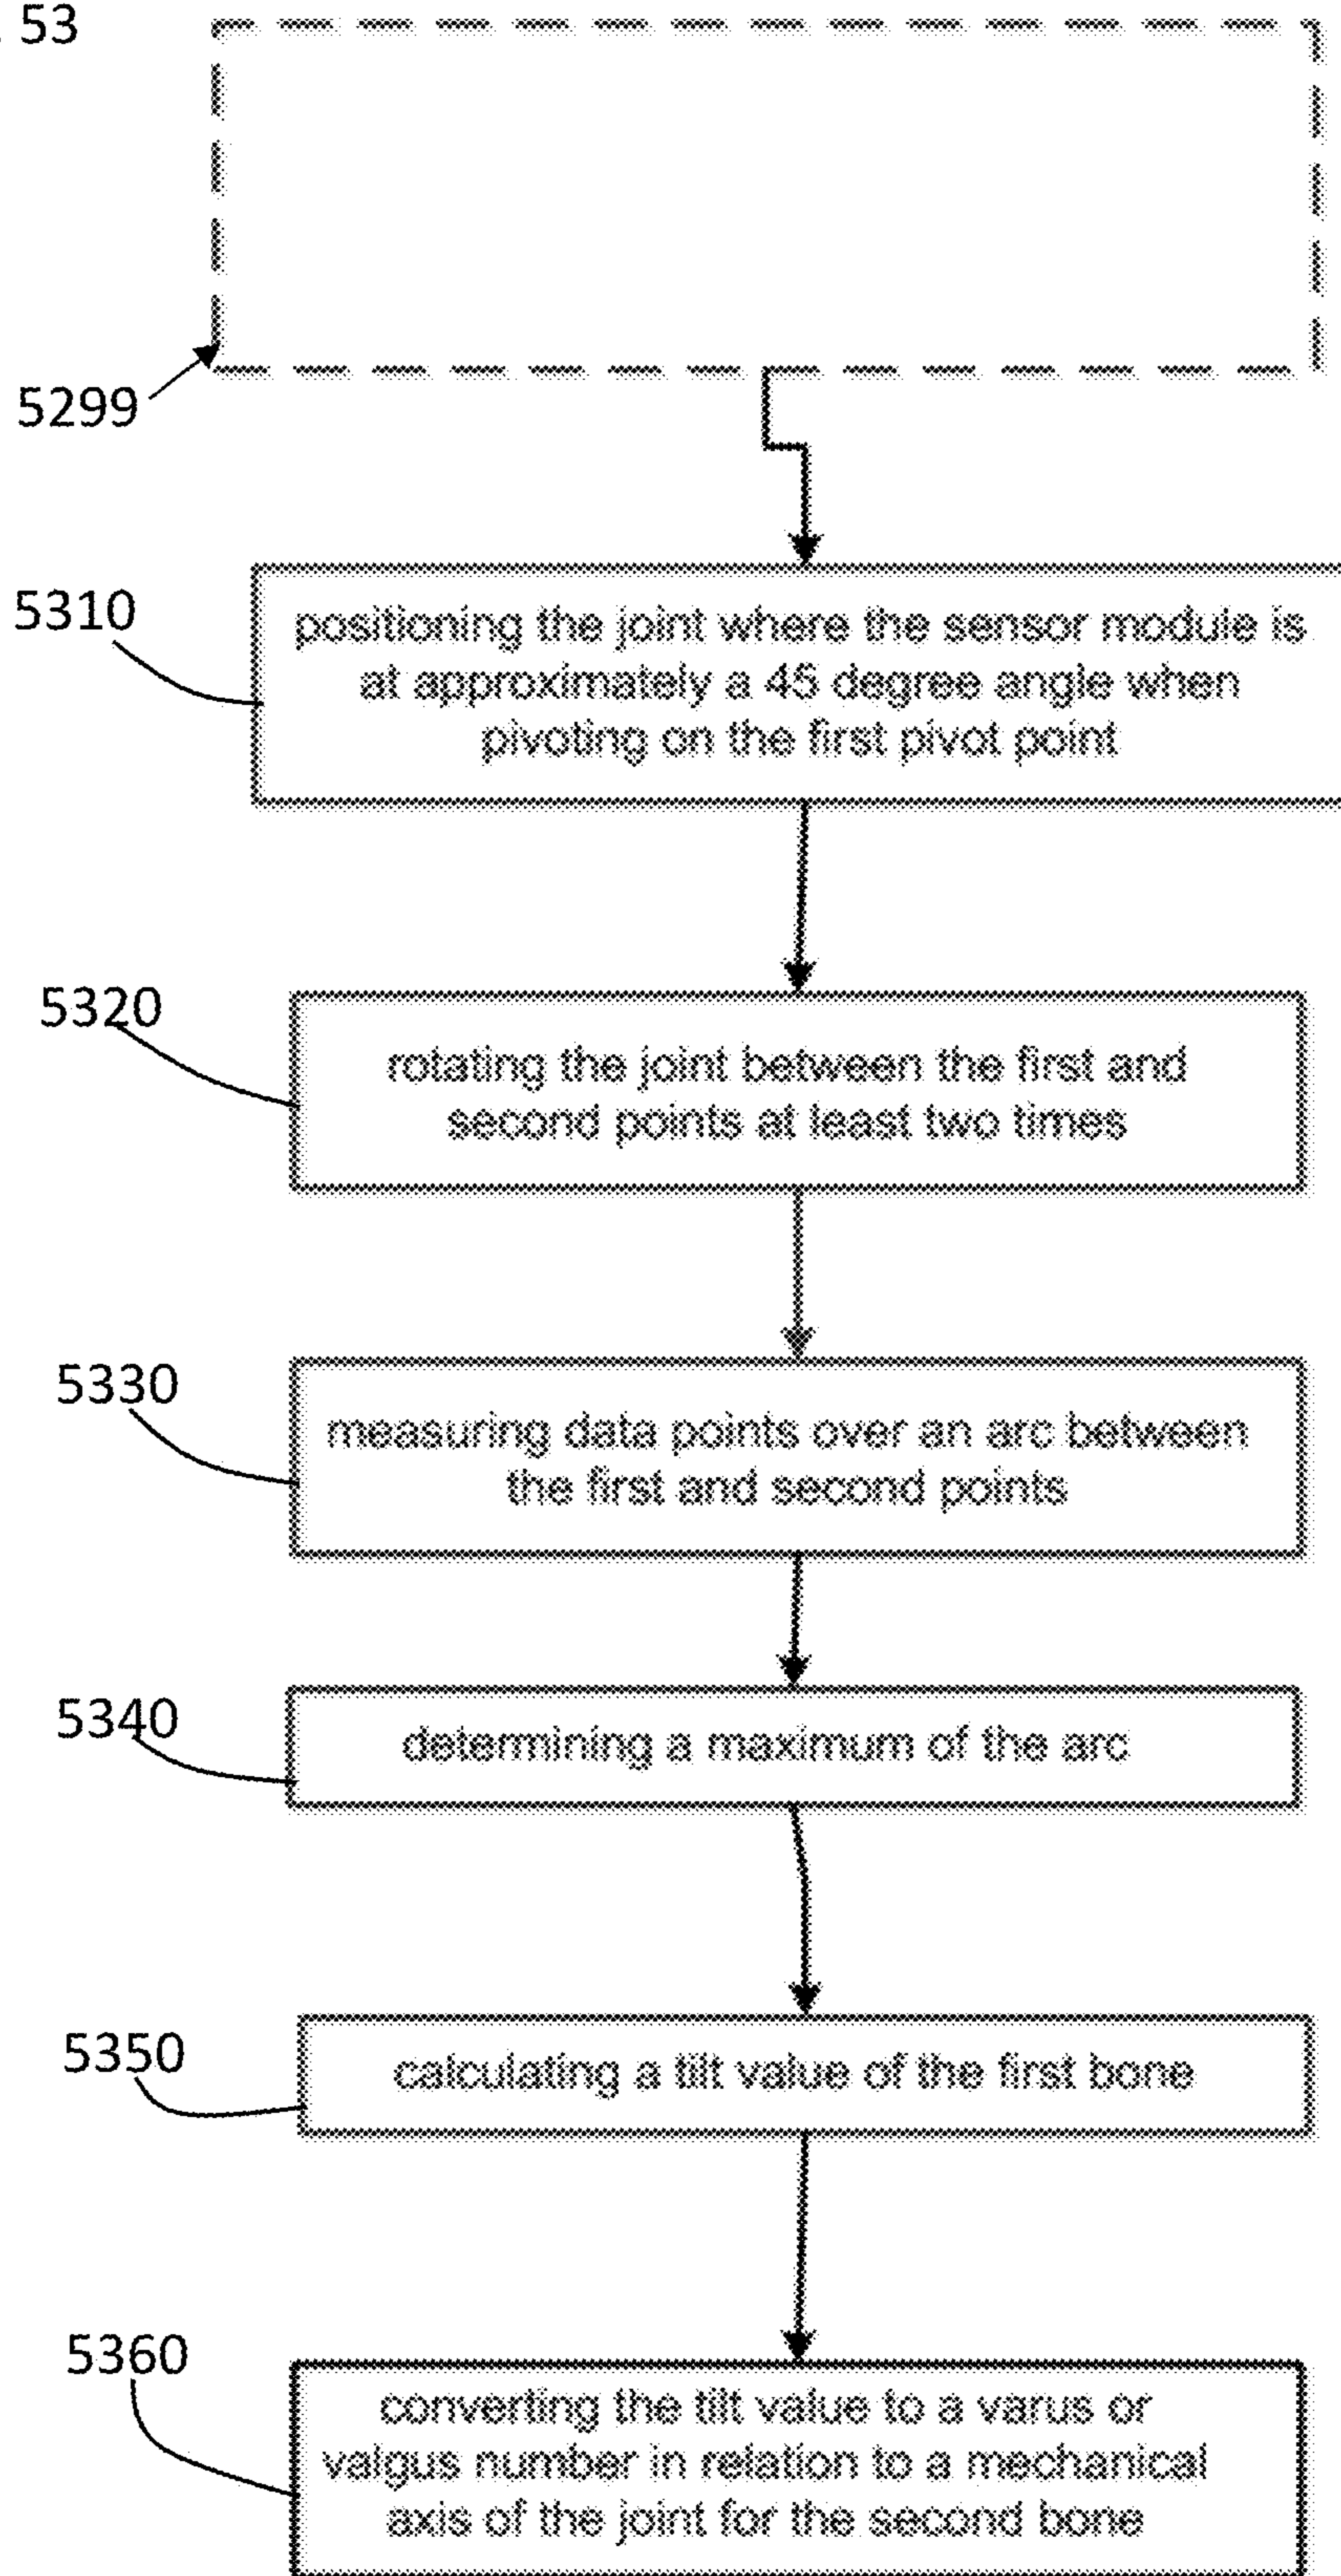 53
5299
5310
positioning the joint where the sensor module is
at approximately a 45 degree angle when
pivoting on the first pivot point
5320
rotating the joint between the first and
second points at least two times
5330
measuring data points over an arc between
the first and second points
5340
determining a maximum of the arc
5350
calculating a tilt value of the first bone
5360
converting the tilt value to a varus or
valgus number in relation to a mechanical
axis of the joint for the second bone